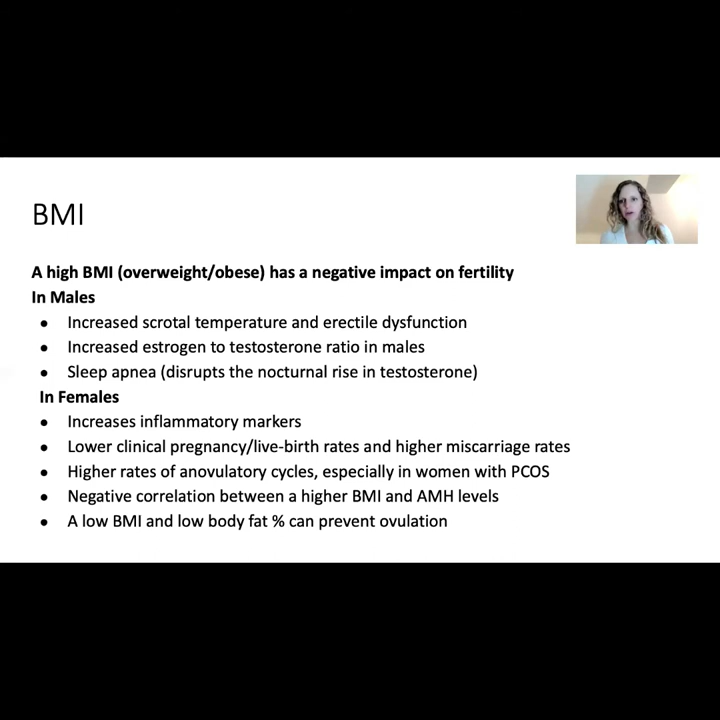 BMI
A high BMI (overweight/obese) has a negative impact on fertility
In Males
● Increased scrotal temperature and erectile dysfunction
● Increased estrogen to testosterone ratio in males
● Sleep apnea (disrupts the nocturnal rise in testosterone)
In Females
● Increases inflammatory markers
● Lower clinical pregnancy/live-birth rates and higher miscarriage rates
● Higher rates of anovulatory cycles, especially in women with PCOS
● Negative correlation between a higher BMI and AMH levels
● A low BMI and low body fat % can prevent ovulation